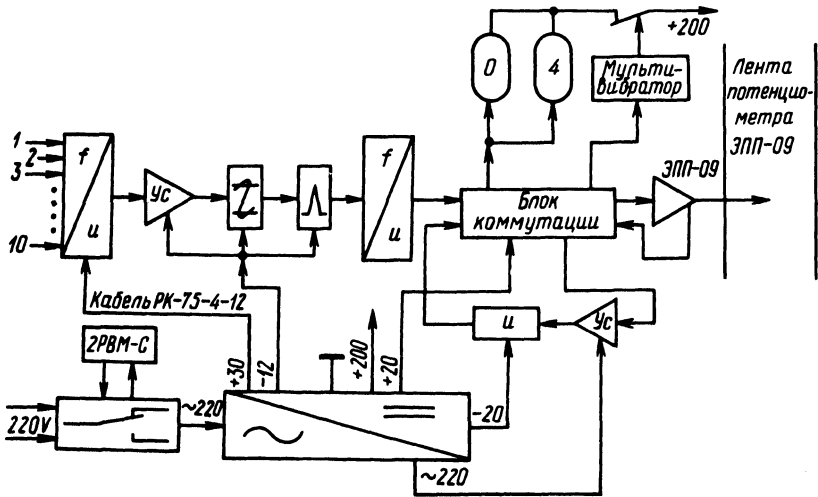 +200
0
4
Мульти-
вибратор
Лента
потенцио-
метра
ЭПП-09
1
2
3
10
f
u
Ус
f
u
Блок
коммутации
ЭПП-09
Кабель РК-75-4-12
u
Ус
2РВМ-С
+30
-12
+200
+20
220V
~220
-20
~220